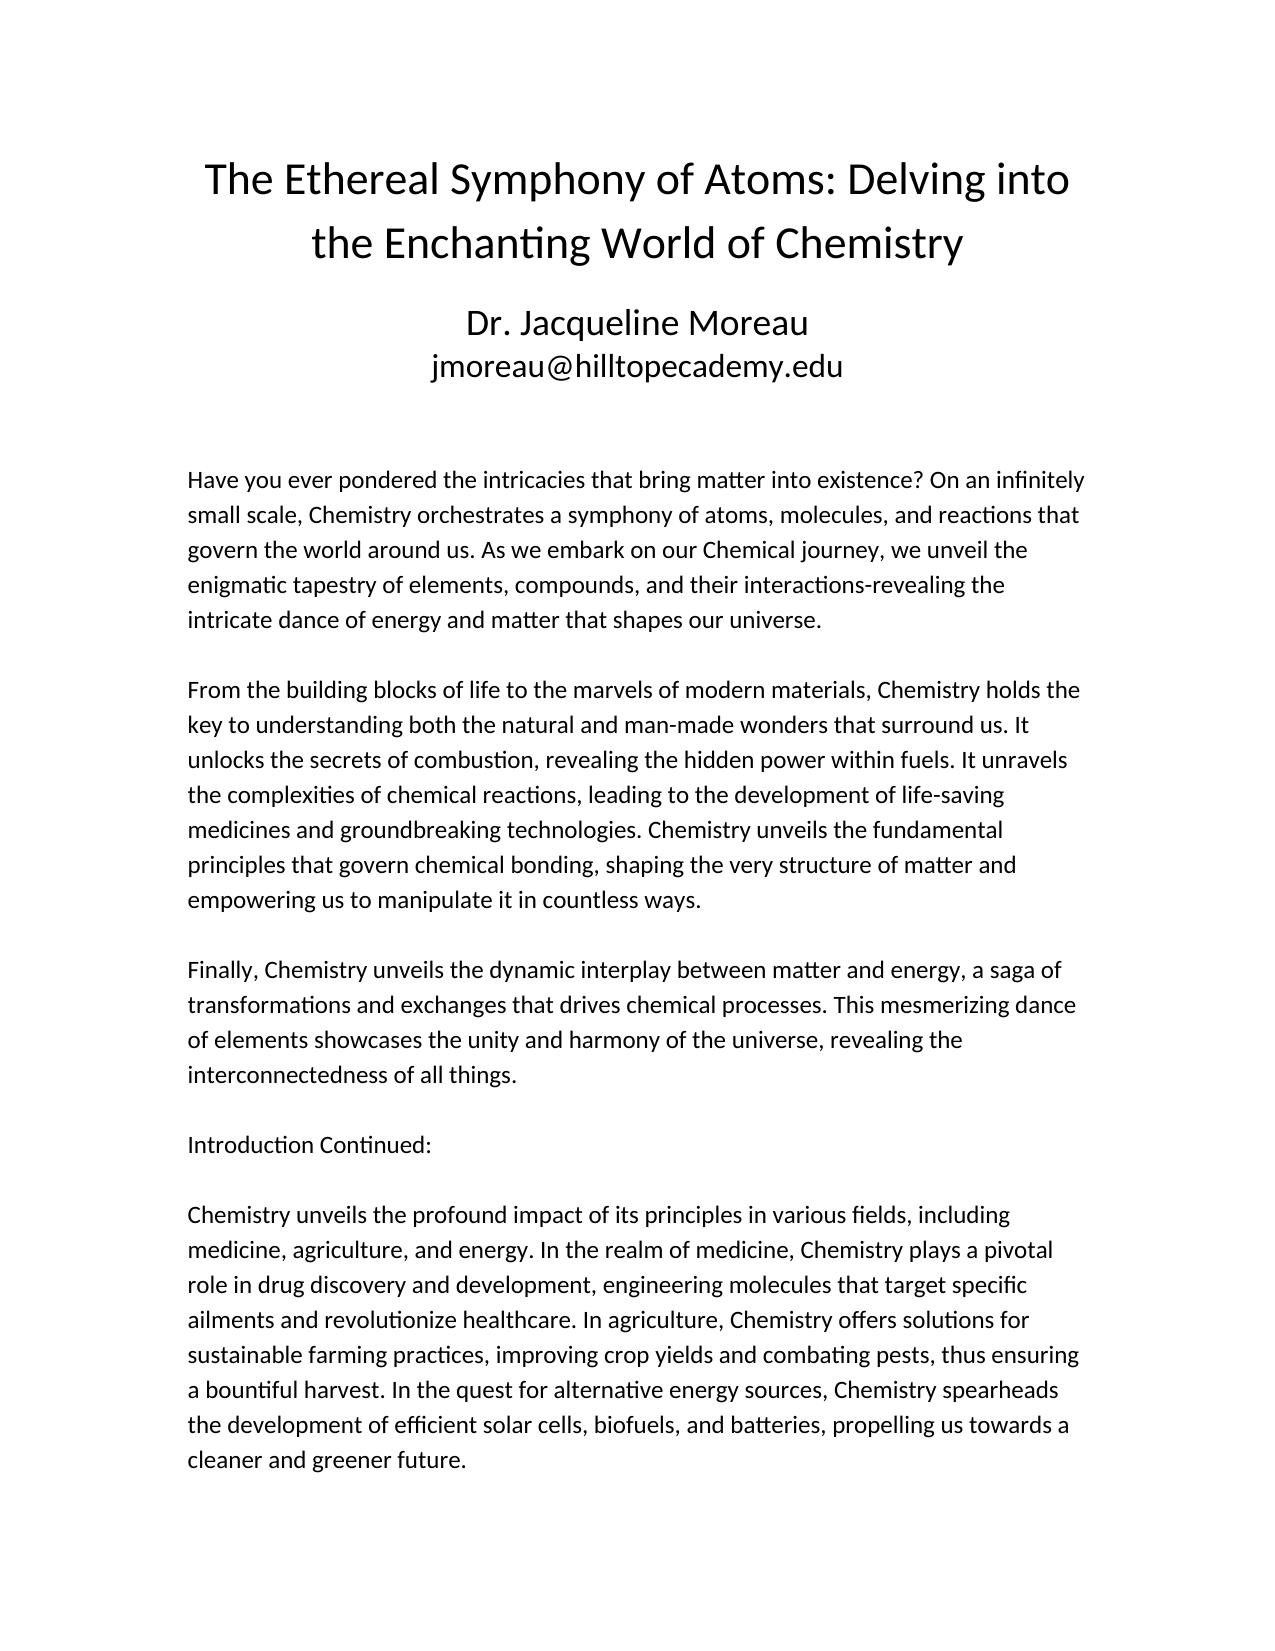 The Ethereal Symphony of Atoms: Delving into
the Enchanting World of Chemistry
Dr. Jacqueline Moreau
jmoreau@hilltopecademy.edu
Have you ever pondered the intricacies that bring matter into existence? On an infinitely
small scale, Chemistry orchestrates a symphony of atoms, molecules, and reactions that
govern the world around us. As we embark on our Chemical journey, we unveil the
enigmatic tapestry of elements, compounds, and their interactions-revealing the
intricate dance of energy and matter that shapes our universe.
From the building blocks of life to the marvels of modern materials, Chemistry holds the
key to understanding both the natural and man-made wonders that surround us. It
unlocks the secrets of combustion, revealing the hidden power within fuels. It unravels
the complexities of chemical reactions, leading to the development of life-saving
medicines and groundbreaking technologies. Chemistry unveils the fundamental
principles that govern chemical bonding, shaping the very structure of matter and
empowering us to manipulate it in countless ways.
Finally, Chemistry unveils the dynamic interplay between matter and energy, a saga of
transformations and exchanges that drives chemical processes. This mesmerizing dance
of elements showcases the unity and harmony of the universe, revealing the
interconnectedness of all things.
Introduction Continued:
Chemistry unveils the profound impact of its principles in various fields, including
medicine, agriculture, and energy. In the realm of medicine, Chemistry plays a pivotal
role in drug discovery and development, engineering molecules that target specific
ailments and revolutionize healthcare. In agriculture, Chemistry offers solutions for
sustainable farming practices, improving crop yields and combating pests, thus ensuring
a bountiful harvest. In the quest for alternative energy sources, Chemistry spearheads
the development of efficient solar cells, biofuels, and batteries, propelling us towards a
cleaner and greener future.